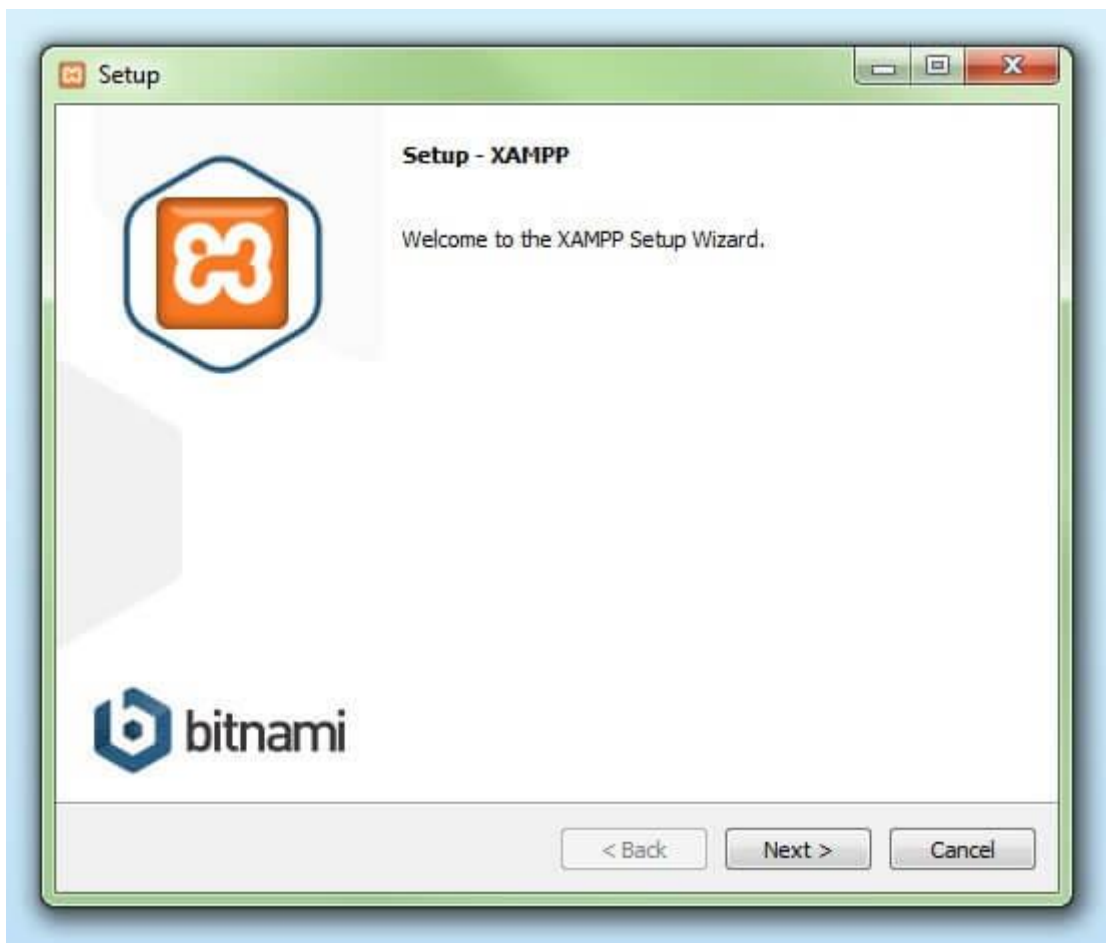 Setup
Setup - XAMPP
Welcome to the XAMPP Setup Wizard.
bitnami
< Back
Next >
Cancel